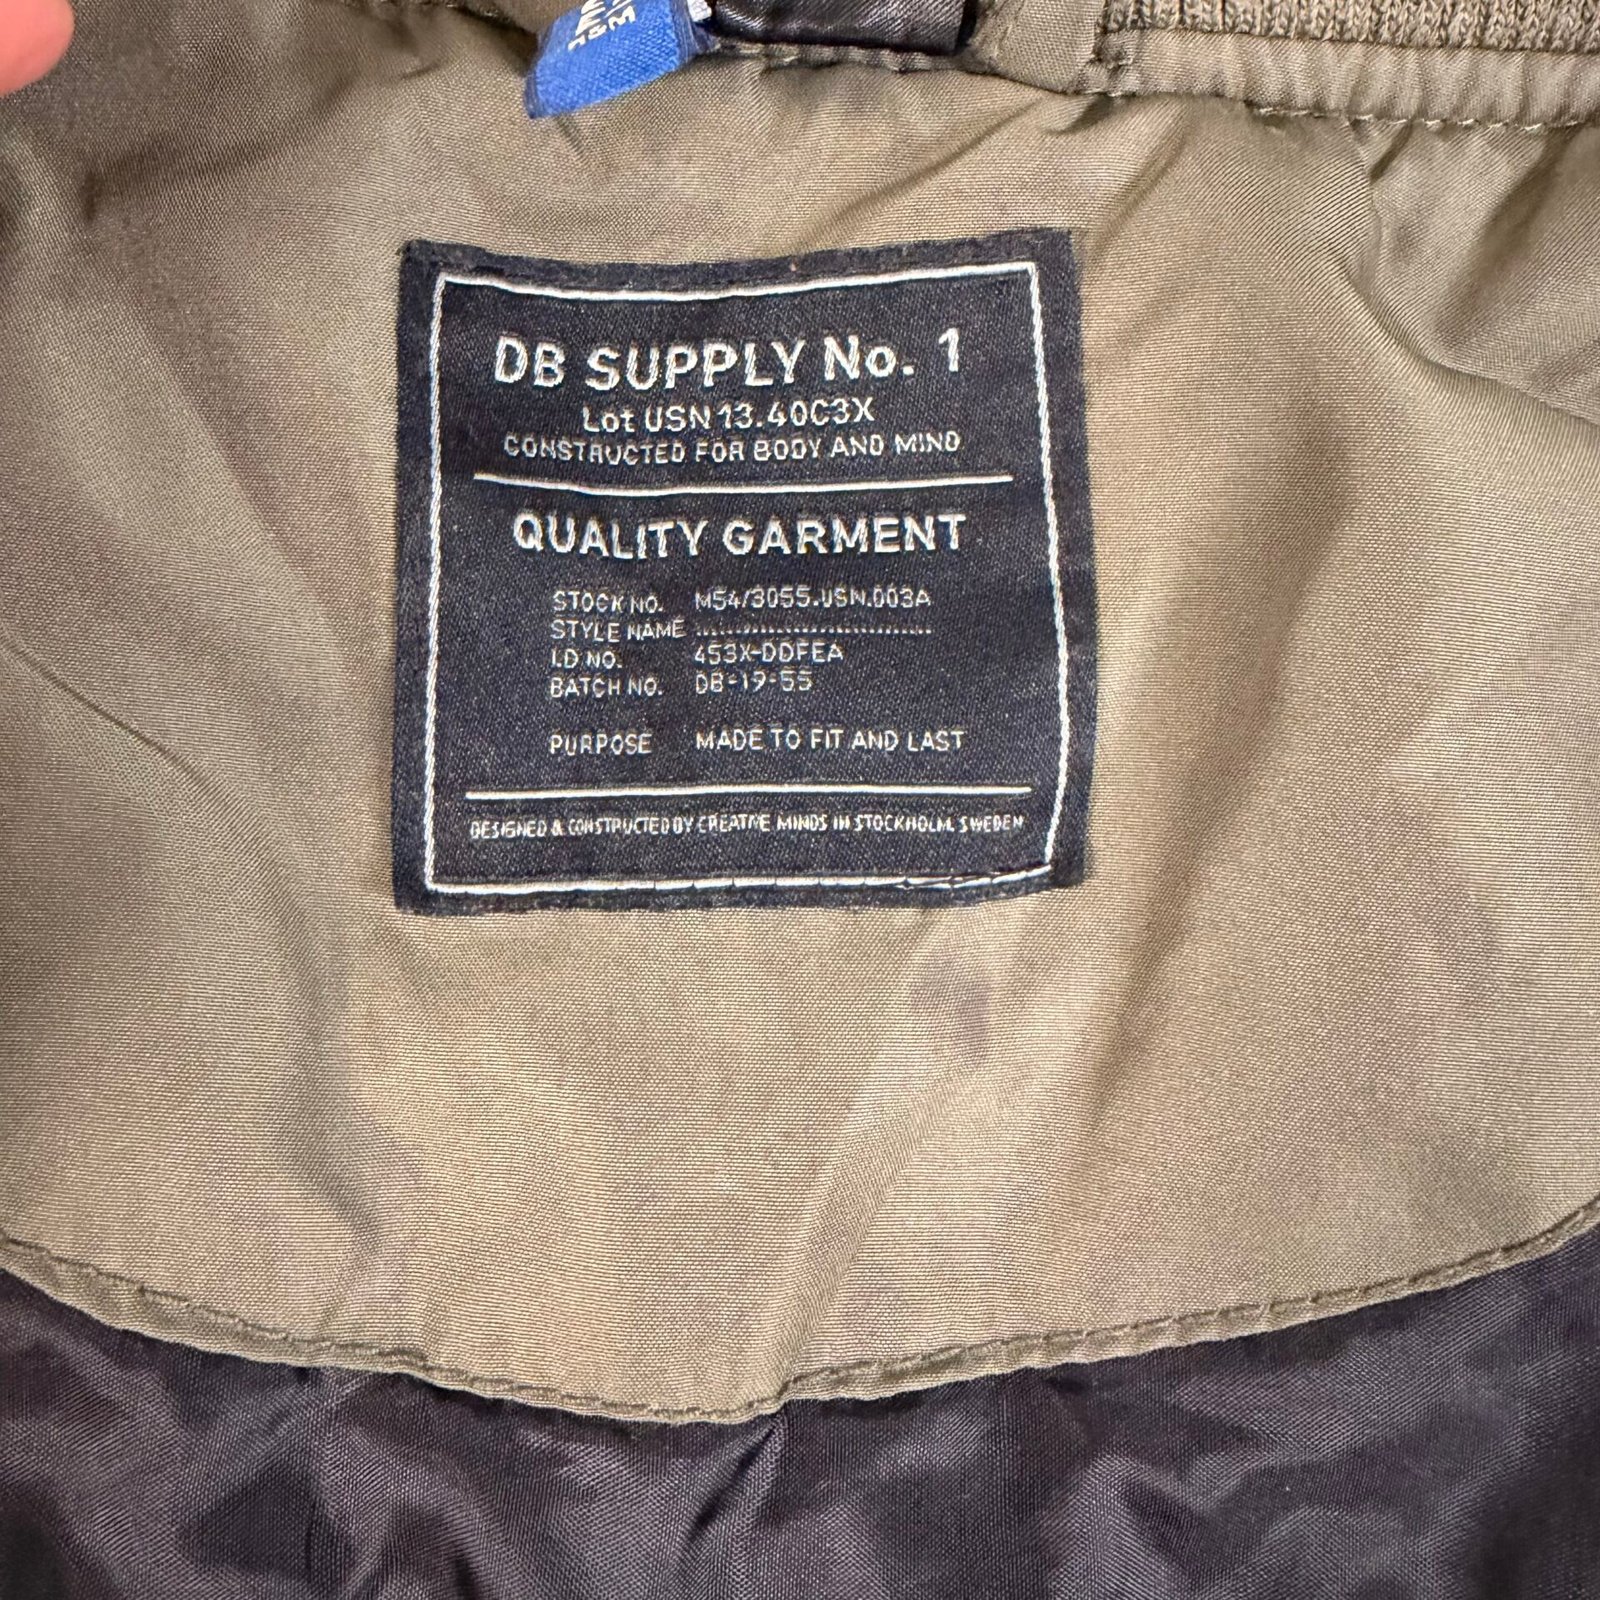 DB SUPPLY No. 1
Lot USN 13.40C3X
CONSTRUCTED FOR BODY AND MIND
QUALITY GARMENT
STOCK NO. M54/3055.USN.003A
STYLE NAME ..............................
I.D NO. 453X-DDFEA
BATCH NO. DB-19-55
PURPOSE MADE TO FIT AND LAST
DESIGNED & CONSTRUCTED BY CREATIVE MINDS IN STOCKHOLM, SWEDEN